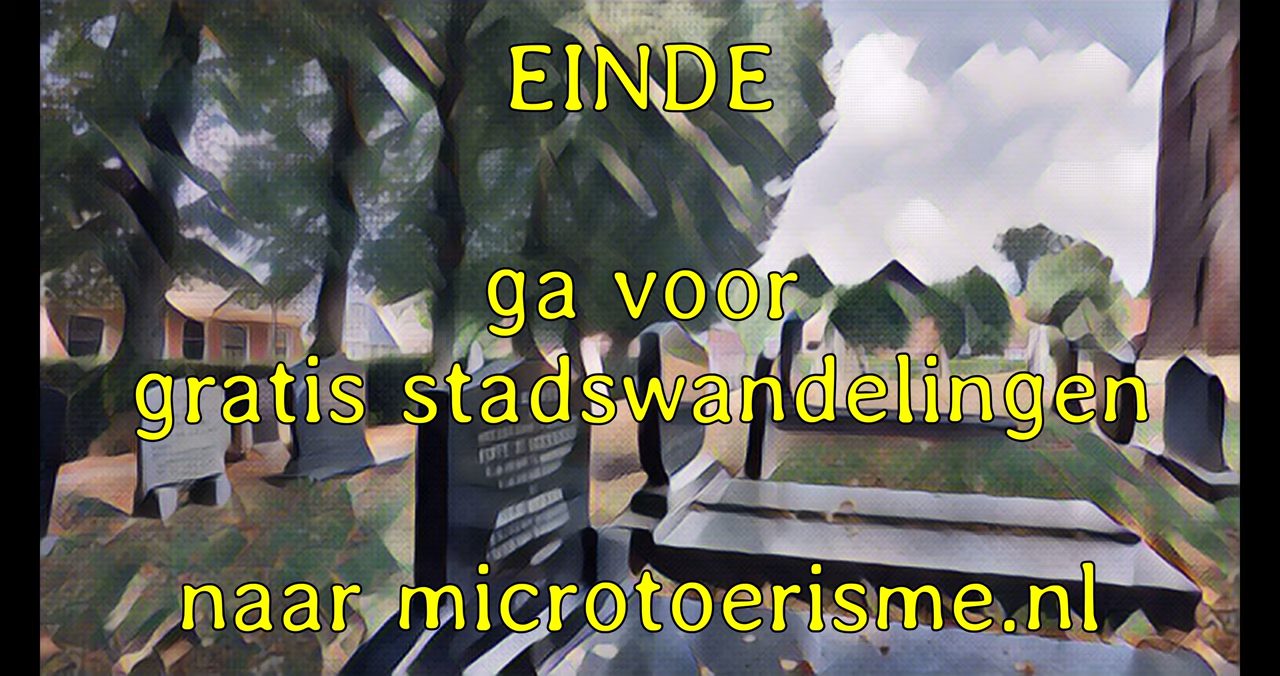 EINDE
ga voor
gratis stadswandelingen
naar microtoerisme.nl